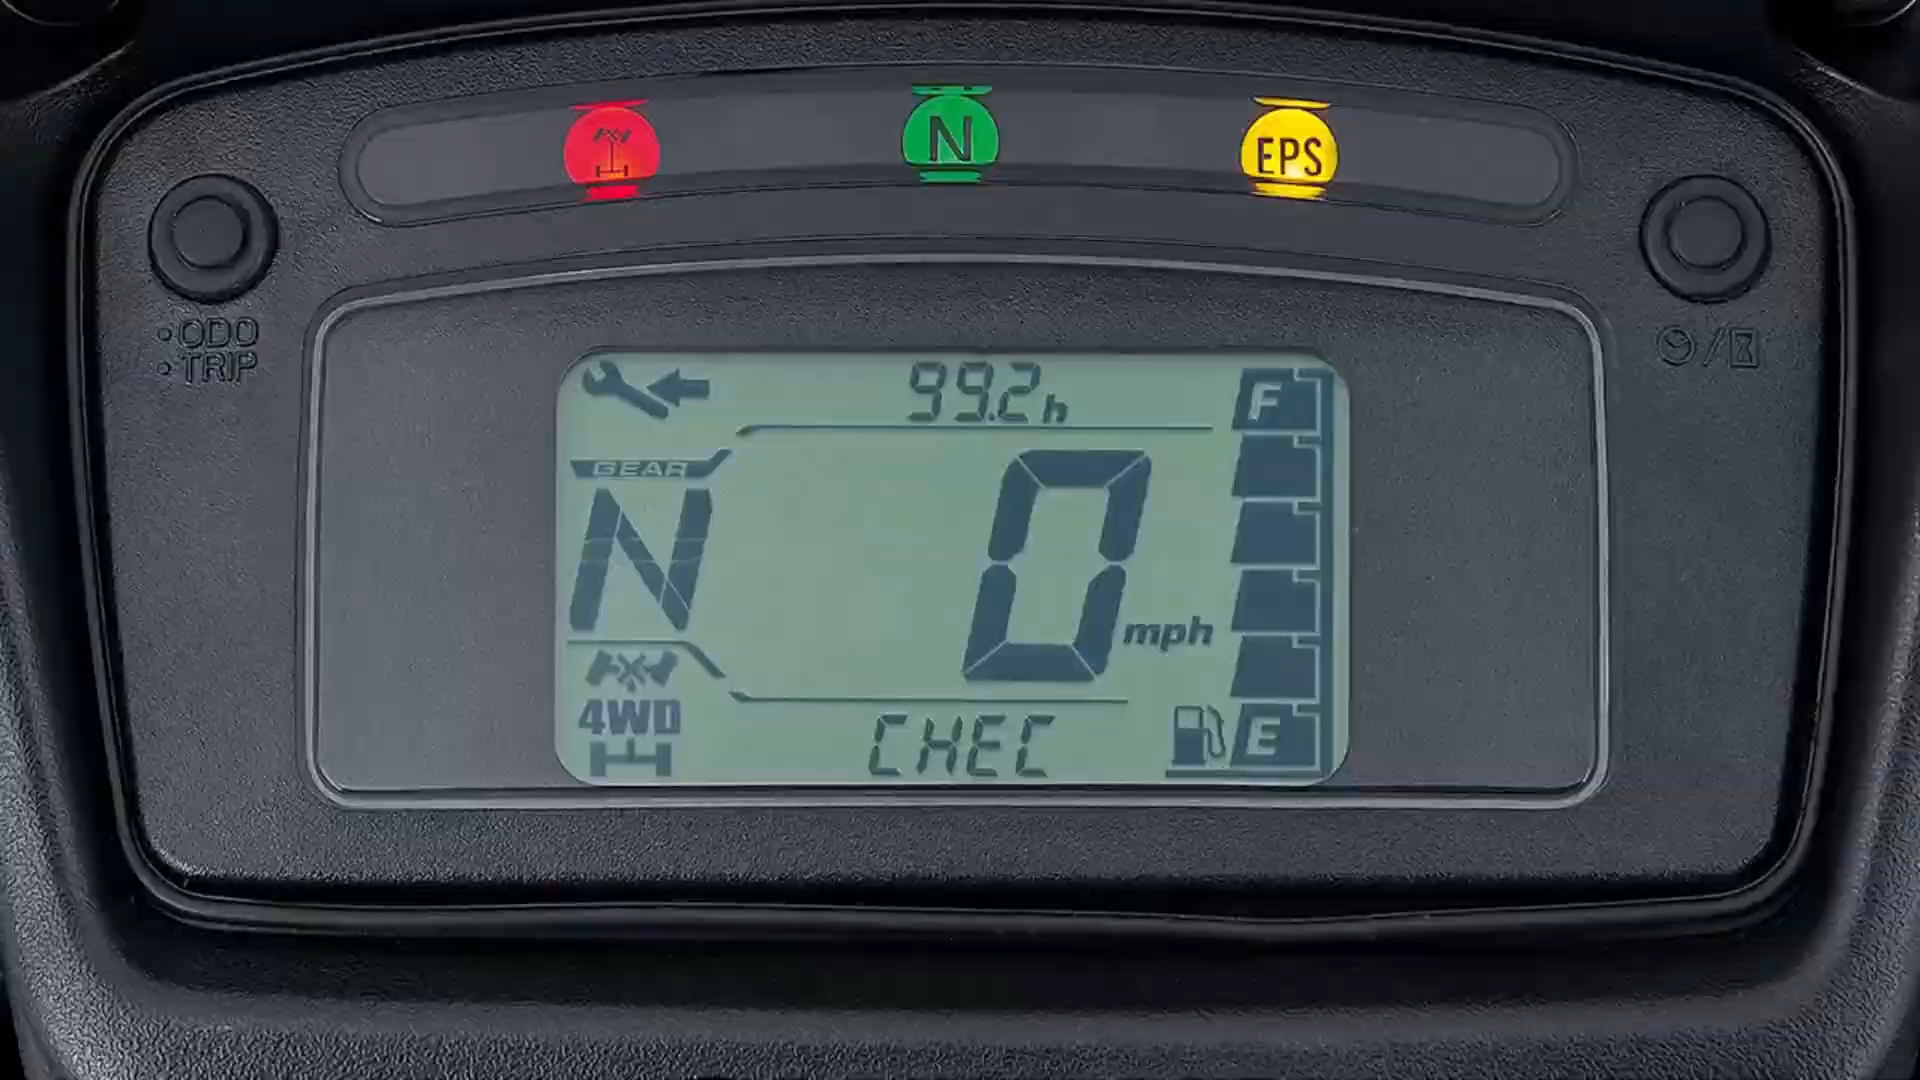 N
EPS
•ODO
•TRIP
99.2h
F
GEAR
N
0
mph
4WD
CHEC
E